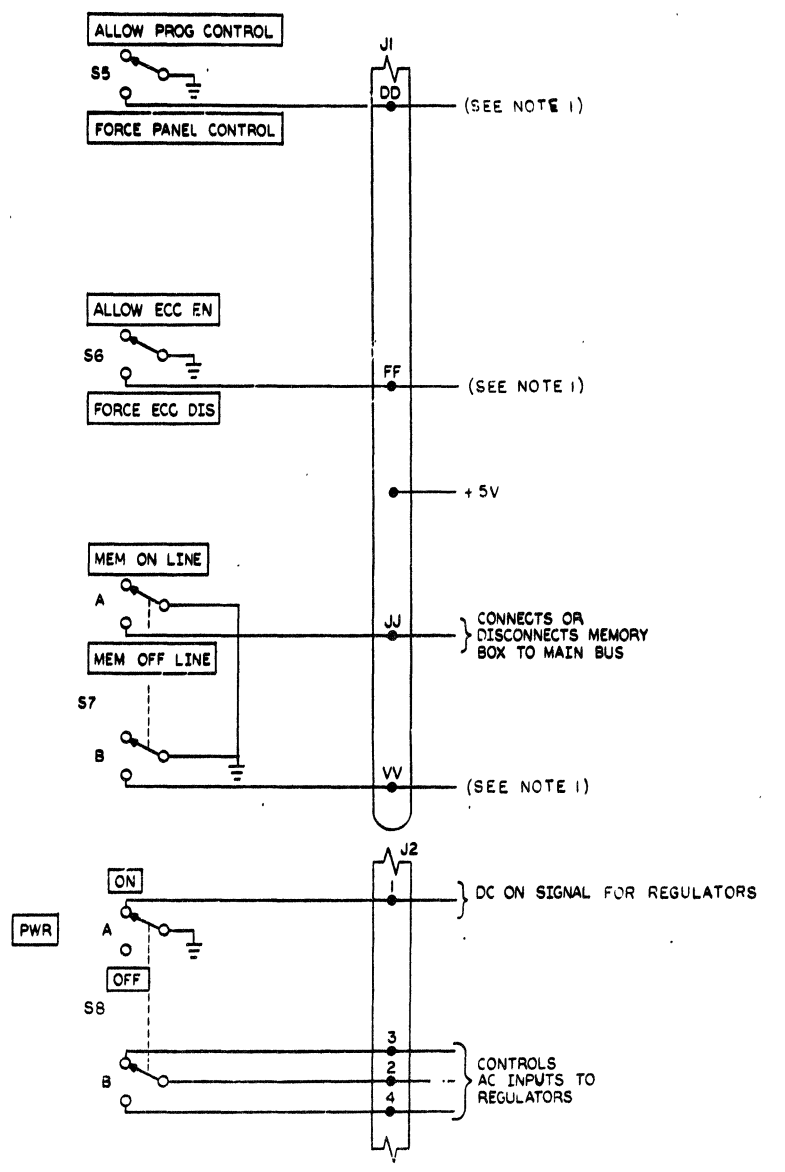 ALLOW PROG CONTROL
J1
S5
DD
(SEE NOTE 1)
FORCE PANEL CONTROL
ALLOW ECC EN
S6
FF
(SEE NOTE 1)
FORCE ECC DIS
+5V
MEM ON LINE
A
JJ
CONNECTS OR
DISCONNECTS MEMORY
BOX TO MAIN BUS
MEM OFF LINE
S7
B
VV
(SEE NOTE 1)
J2
ON
1
DC ON SIGNAL FOR REGULATORS
PWR
A
OFF
S8
3
B
2
4
CONTROLS
AC INPUTS TO
REGULATORS